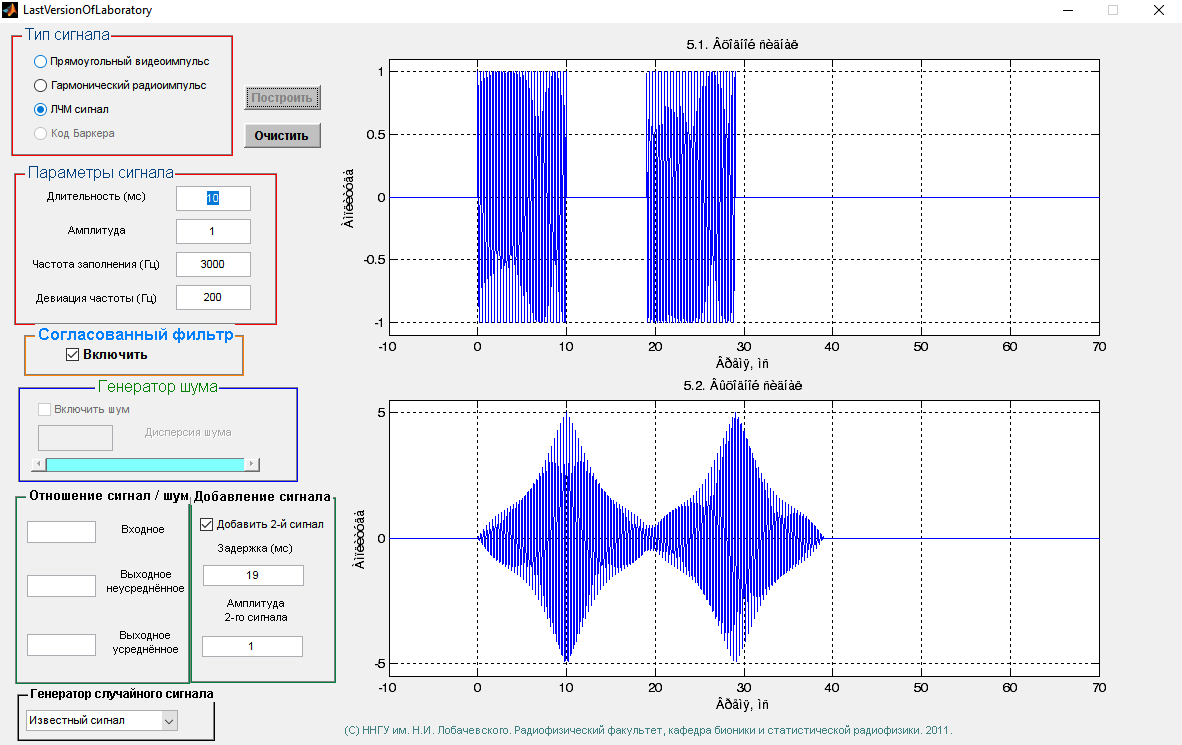 LastVersionOfLaboratory
Тип сигнала
Прямоугольный видеоимпульс
Гармонический радиоимпульс
ЛЧМ сигнал
Код Баркера
Построить
Очистить
Параметры сигнала
Длительность (мс)
10
Амплитуда
1
Частота заполнения (Гц)
3000
Девиация частоты (Гц)
200
Согласованный фильтр
Включить
Генератор шума
Включить шум
Дисперсия шума
Отношение сигнал / шум
Входное
Выходное
неусреднённое
Выходное
усреднённое
Добавление сигнала
Добавить 2-й сигнал
Задержка (мс)
19
Амплитуда
2-го сигнала
1
Генератор случайного сигнала
Известный сигнал
5.1. Âõîäíîé ñèãíàë
1
0.5
0
-0.5
-1
Àìïëèòóäà
-10 0 10 20 30 40 50 60 70
Âðåìÿ, ìñ
5.2. Âûõîäíîé ñèãíàë
5
0
-5
Àìïëèòóäà
-10 0 10 20 30 40 50 60 70
Âðåìÿ, ìñ
(С) ННГУ им. Н.И. Лобачевского. Радиофизический факультет, кафедра бионики и статистической радиофизики. 2011.